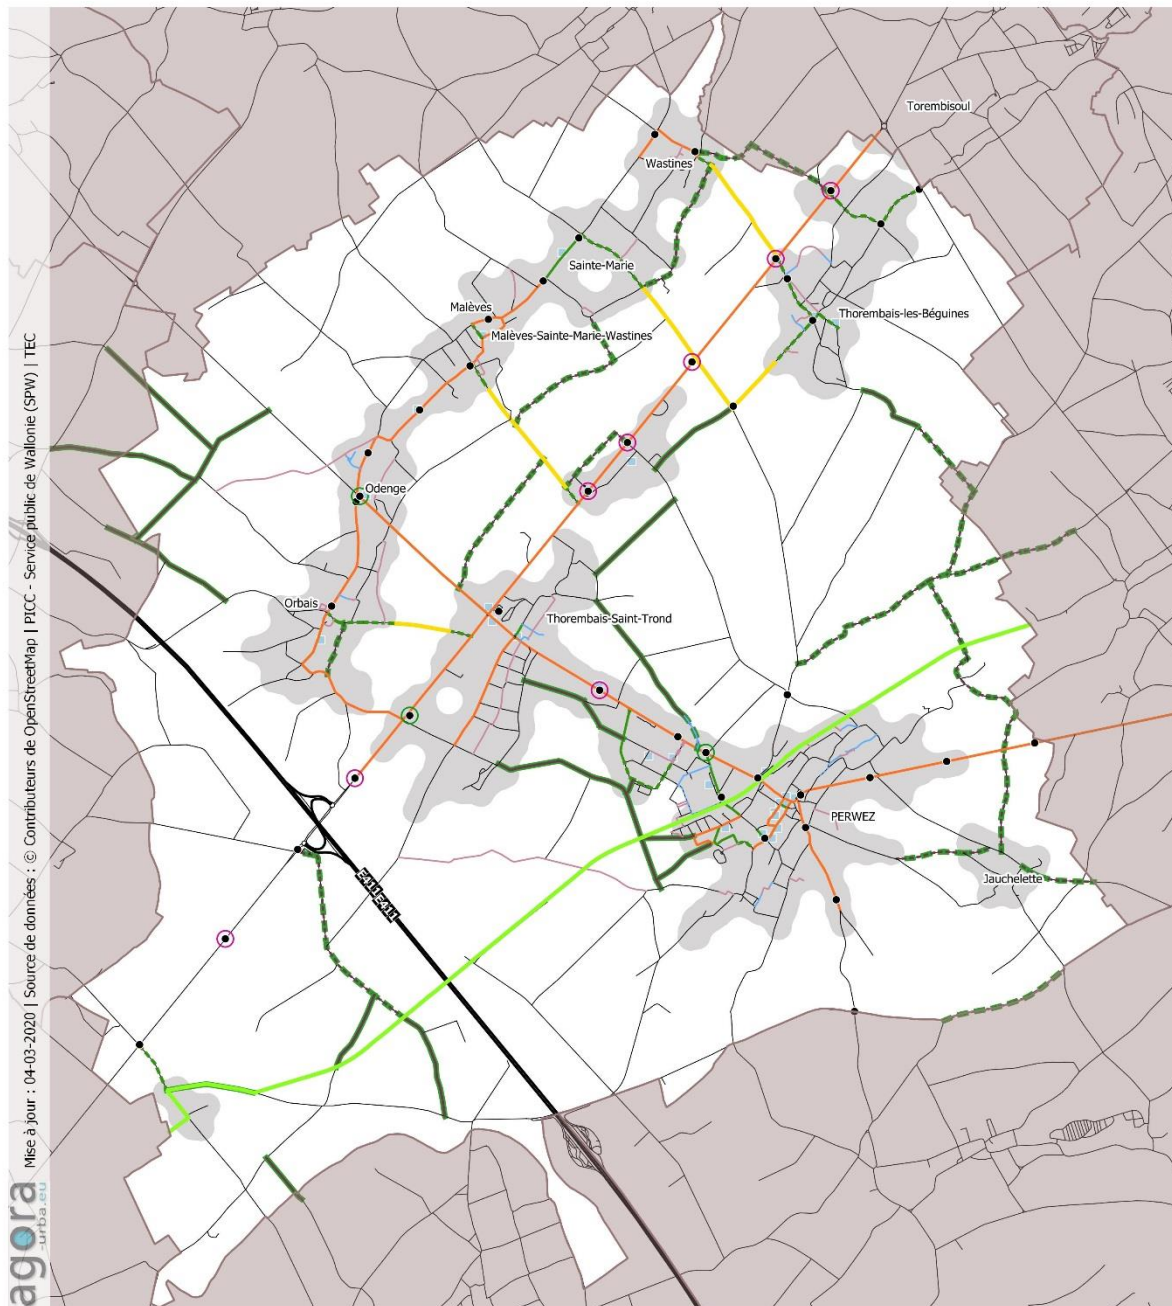 Torembisoul
Wastines
Sainte-Marie
Malèves
Thorembais-les-Béguines
Malèves-Sainte-Marie-Wastines
Odenge
Orbais
Thorembais-Saint-Trond
PERWEZ
E411E411
Jauchelette
Mise à jour : 04-03-2020 | Source de données : © Contributeurs de OpenStreetMap | PICC - Service public de Wallonie (SPW) | TEC
agora
-urba.eu